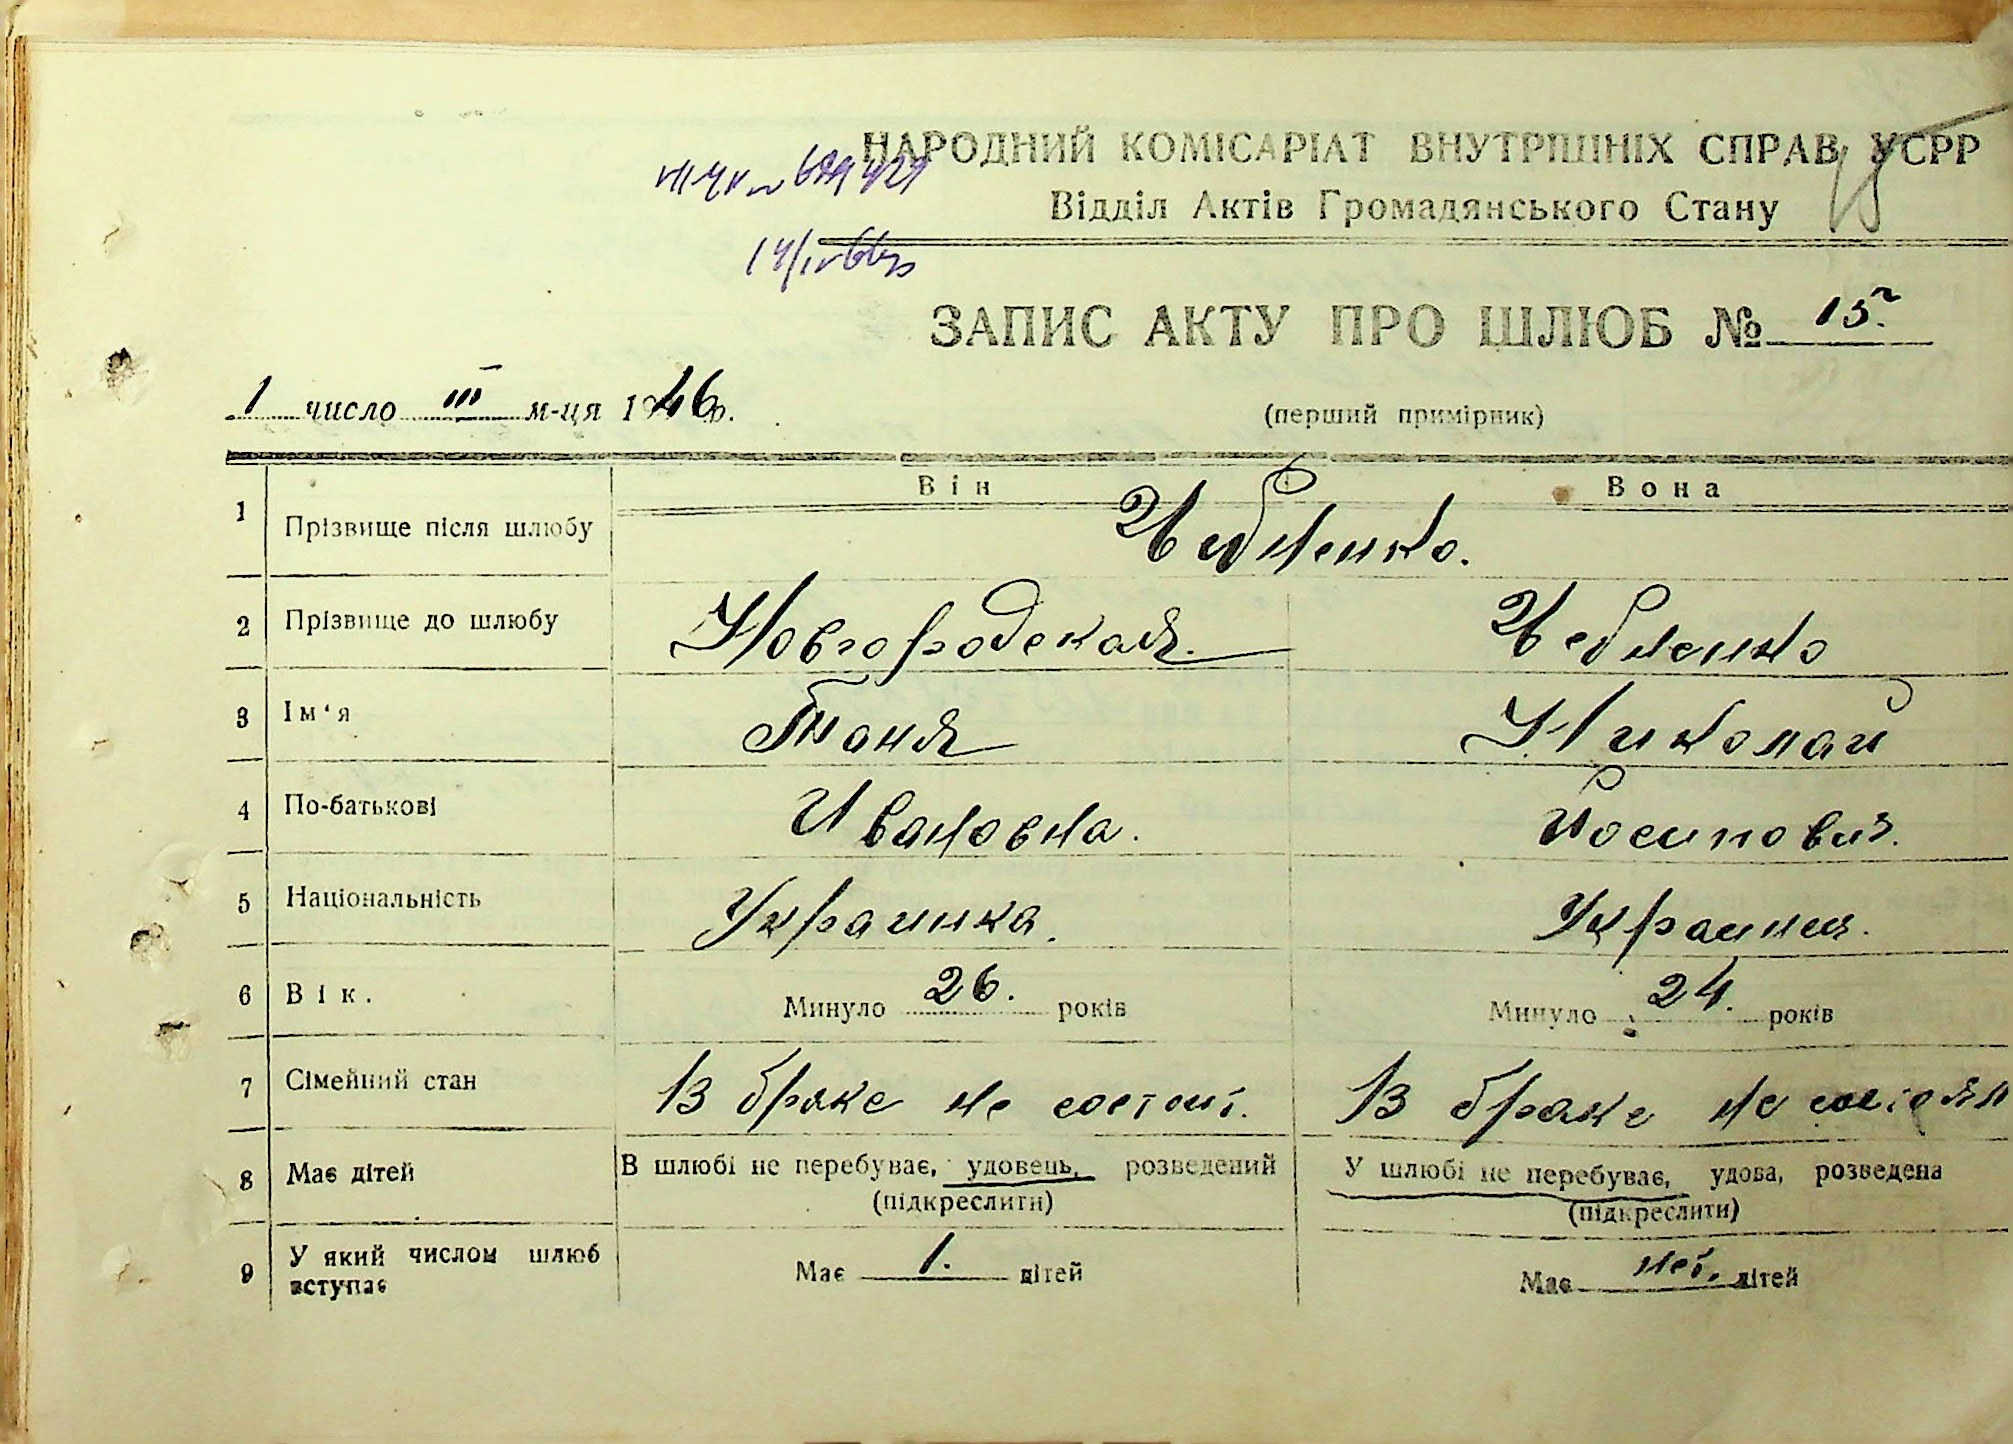 НАРОДНИЙ КОМІСАРІАТ ВНУТРІШНІХ СПРАВ УСРР
Відділ Актів Громадянського Стану
ЗАПИС АКТУ ПРО ШЛЮБ № 15
1 число III м-ця 1946 р.
(перший примірник)
Він Вона
1 Прізвище після шлюбу
2 Прізвище до шлюбу Новгородская.
3 Ім'я Таня Николай
4 По-батькові Ивановна. Йосипович.
5 Національність Украинка. Украинец.
6 Вік. Минуло 26. років Минуло 24. років
7 Сімейний стан В браке не состоит. В браке не состоял
8 Має дітей В шлюбі не перебуває, удовець, розведений У шлюбі не перебуває, удова, розведена
(підкреслити) (підкреслити)
9 У який числом шлюб вступає Має 1. дітей Має нет. дітей